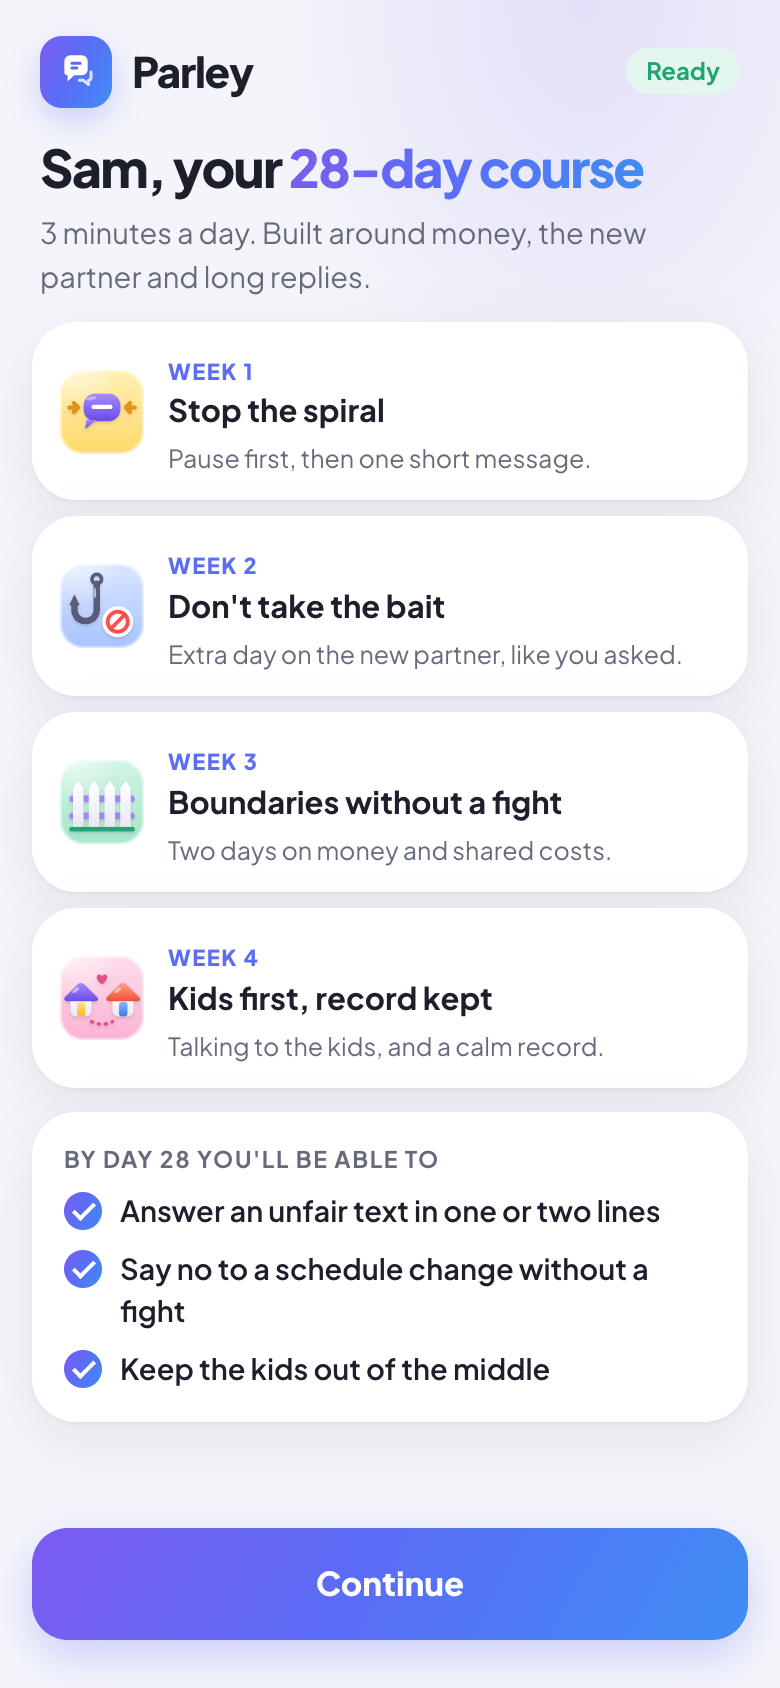 Parley
Ready
Sam, your 28-day course
3 minutes a day. Built around money, the new
partner and long replies.
WEEK 1
Stop the spiral
Pause first, then one short message.
WEEK 2
Don't take the bait
Extra day on the new partner, like you asked.
WEEK 3
Boundaries without a fight
Two days on money and shared costs.
WEEK 4
Kids first, record kept
Talking to the kids, and a calm record.
BY DAY 28 YOU'LL BE ABLE TO
Answer an unfair text in one or two lines
Say no to a schedule change without a
fight
Keep the kids out of the middle
Continue